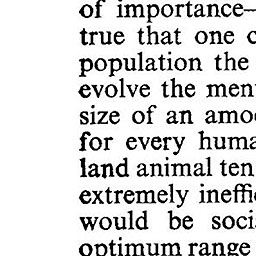 of importance—
true that one
population the
evolve the men
size of an amo
for every huma
land animal ten
extremely ineffi
would be soci
optimum range